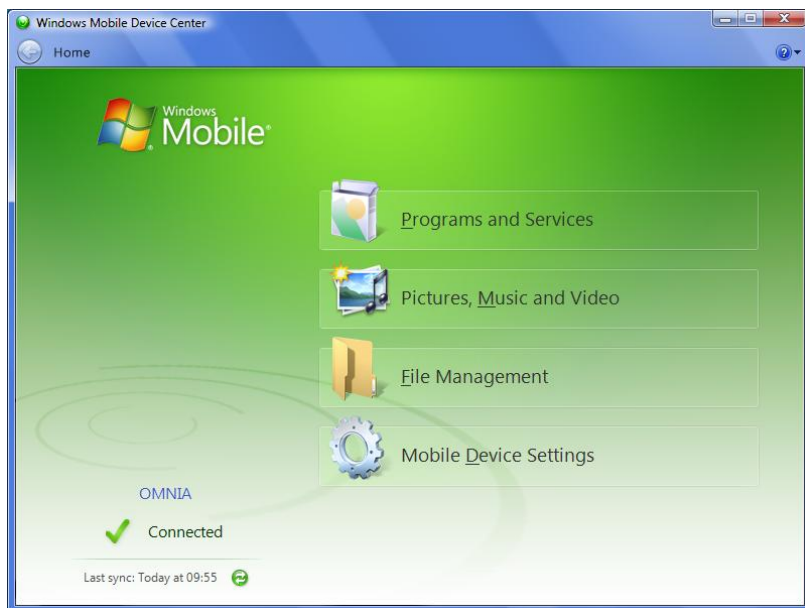 Windows Mobile Device Center
Home
Windows
Mobile®
Programs and Services
Pictures, Music and Video
File Management
Mobile Device Settings
OMNIA
Connected
Last sync: Today at 09:55